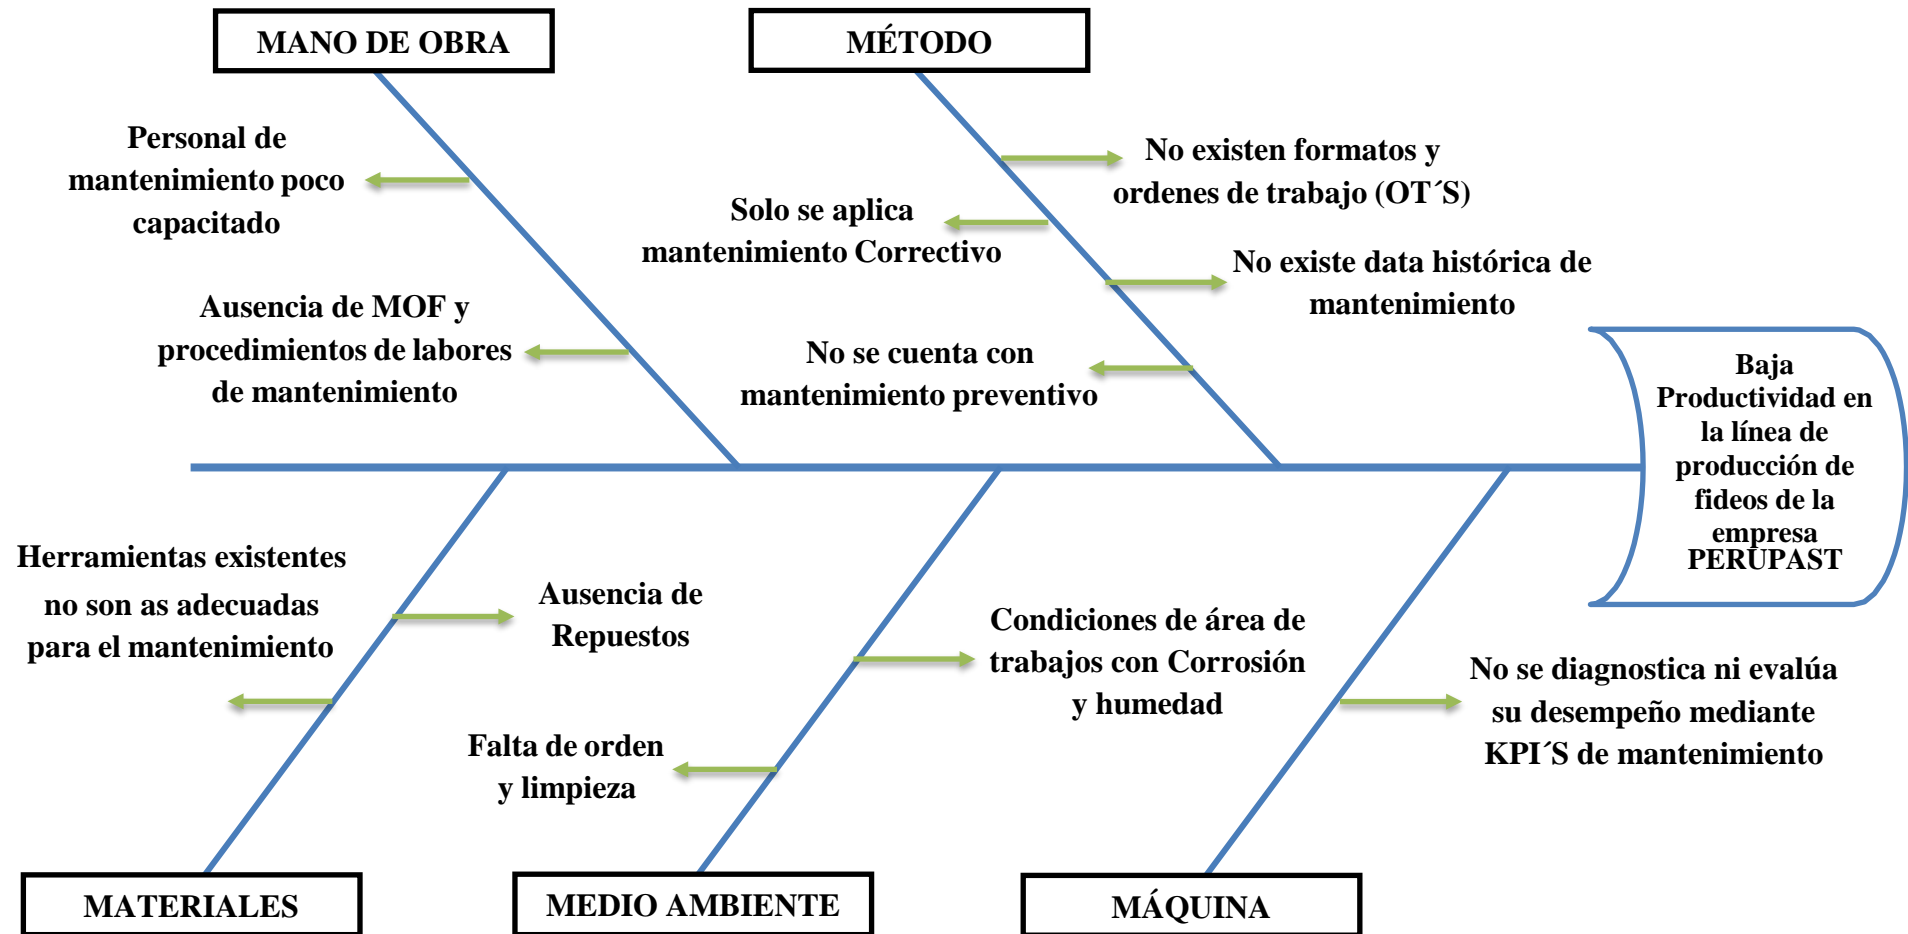 MANO DE OBRA
MÉTODO
Personal de
mantenimiento poco
capacitado
Ausencia de MOF y
procedimientos de labores
de mantenimiento
No existen formatos y
ordenes de trabajo (OT´S)
Solo se aplica
mantenimiento Correctivo
No existe data histórica de
mantenimiento
No se cuenta con
mantenimiento preventivo
Baja
Productividad en
la línea de
producción de
fideos de la
empresa
PERUPAST
Herramientas existentes
no son as adecuadas
para el mantenimiento
Ausencia de
Repuestos
Falta de orden
y limpieza
Condiciones de área de
trabajos con Corrosión
y humedad
No se diagnostica ni evalúa
su desempeño mediante
KPI´S de mantenimiento
MATERIALES
MEDIO AMBIENTE
MÁQUINA